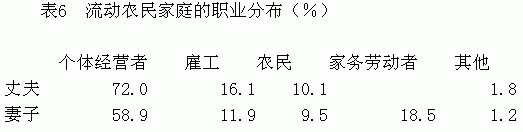 表6 流动农民家庭的职业分布（%）
个体经营者 雇工 农民 家务劳动者 其他
丈夫 72.0 16.1 10.1 1.8
妻子 58.9 11.9 9.5 18.5 1.2